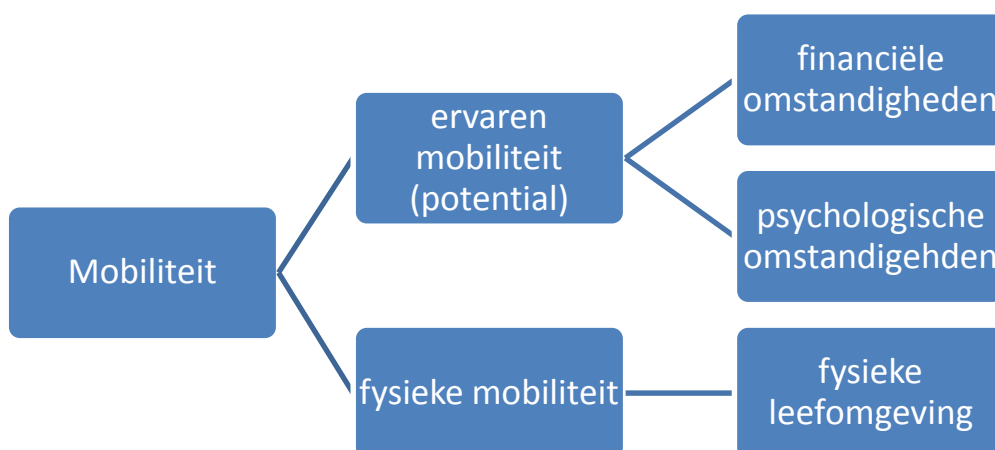 Mobiliteit
ervaren
mobiliteit
(potential)
financiële
omstandigheden
psychologische
omstandigehden
fysieke mobiliteit
fysieke
leefomgeving